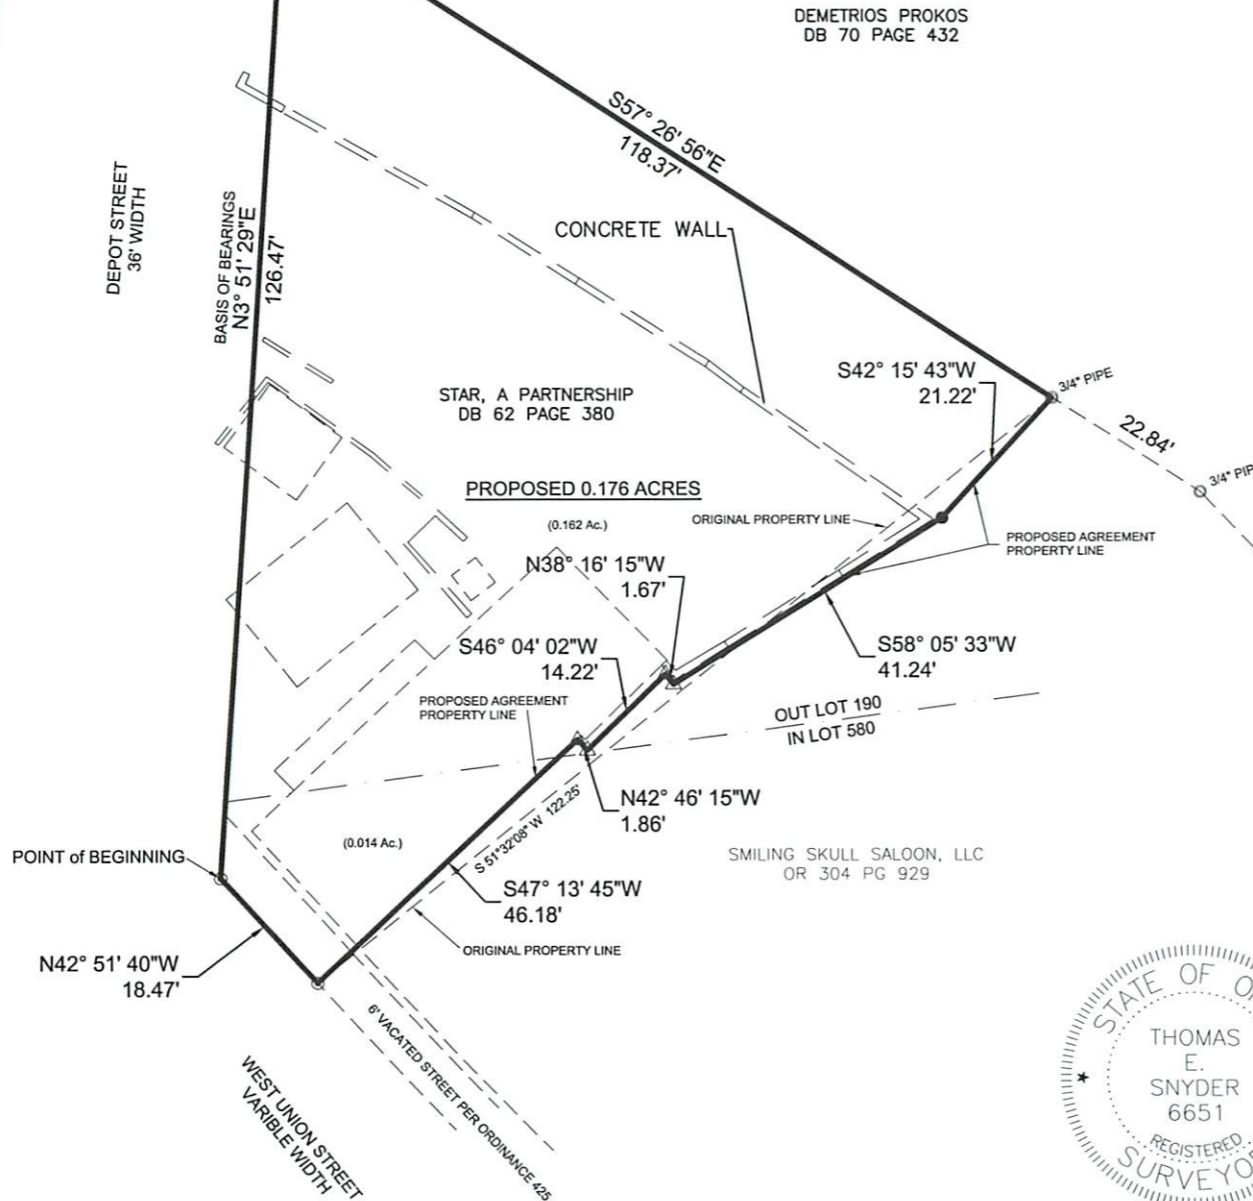 DEMETRIOS PROKOS
DB 70 PAGE 432
S57° 26' 56"E
118.37'
DEPOT STREET
36' WIDTH
BASIS OF BEARINGS
N3° 51' 29"E
126.47'
CONCRETE WALL
S42° 15' 43"W
21.22'
3/4" PIPE
22.84'
3/4" PIP
STAR, A PARTNERSHIP
DB 62 PAGE 380
PROPOSED 0.176 ACRES
(0.162 Ac.)
ORIGINAL PROPERTY LINE
PROPOSED AGREEMENT
PROPERTY LINE
N38° 16' 15"W
1.67'
S46° 04' 02"W
14.22'
S58° 05' 33"W
41.24'
PROPOSED AGREEMENT
PROPERTY LINE
OUT LOT 190
IN LOT 580
N42° 46' 15"W
1.86'
S 51°32'08" W 122.25'
(0.014 Ac.)
POINT of BEGINNING
SMILING SKULL SALOON, LLC
OR 304 PG 929
S47° 13' 45"W
46.18'
ORIGINAL PROPERTY LINE
N42° 51' 40"W
18.47'
6' VACATED STREET PER ORDINANCE 425
WEST UNION STREET
VARIBLE WIDTH
STATE OF O
THOMAS
E.
SNYDER
6651
REGISTERED
SURVEYO